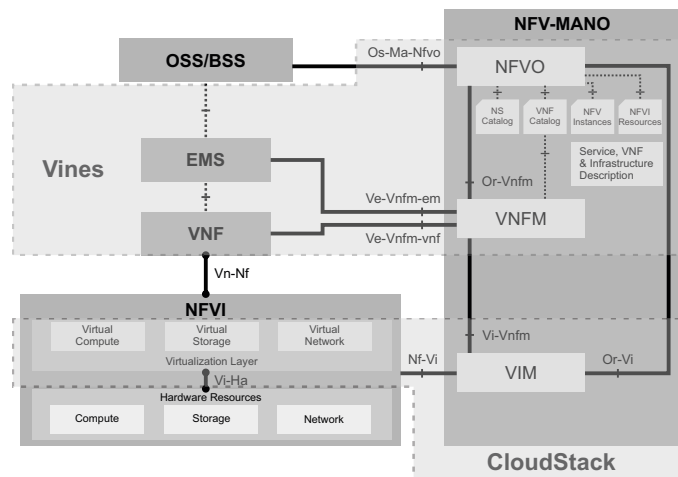 NFV-MANO
OSS/BSS
Os-Ma-Nfvo
NFVO
NS
Catalog
VNF
Catalog
NFV
Instances
NFVI
Resources
Service, VNF
& Infrastructure
Description
Vines
EMS
Or-Vnfm
Ve-Vnfm-em
VNFM
VNF
Ve-Vnfm-vnf
Vn-Nf
NFVI
Virtual
Compute
Virtual
Storage
Virtual
Network
Virtualization Layer
Vi-Vnfm
Nf-Vi
VIM
Or-Vi
Vi-Ha
Hardware Resources
Compute
Storage
Network
CloudStack